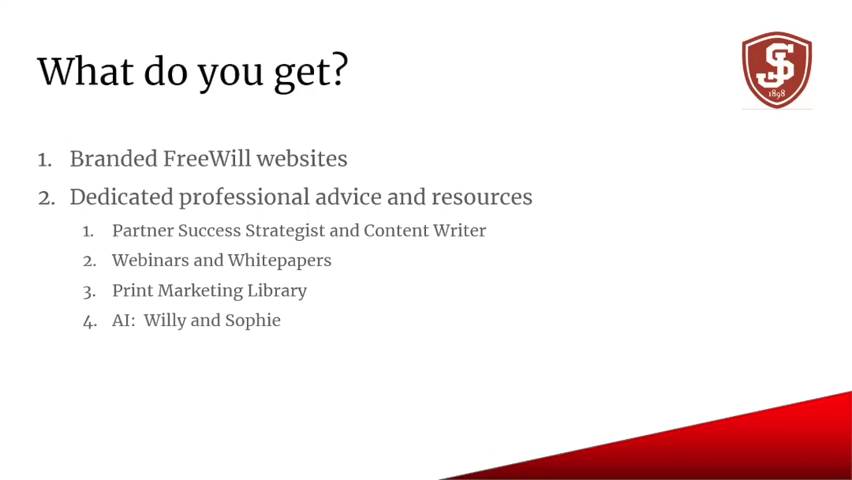 What do you get?
SJ
1898
1. Branded FreeWill websites
2. Dedicated professional advice and resources
1. Partner Success Strategist and Content Writer
2. Webinars and Whitepapers
3. Print Marketing Library
4. AI: Willy and Sophie